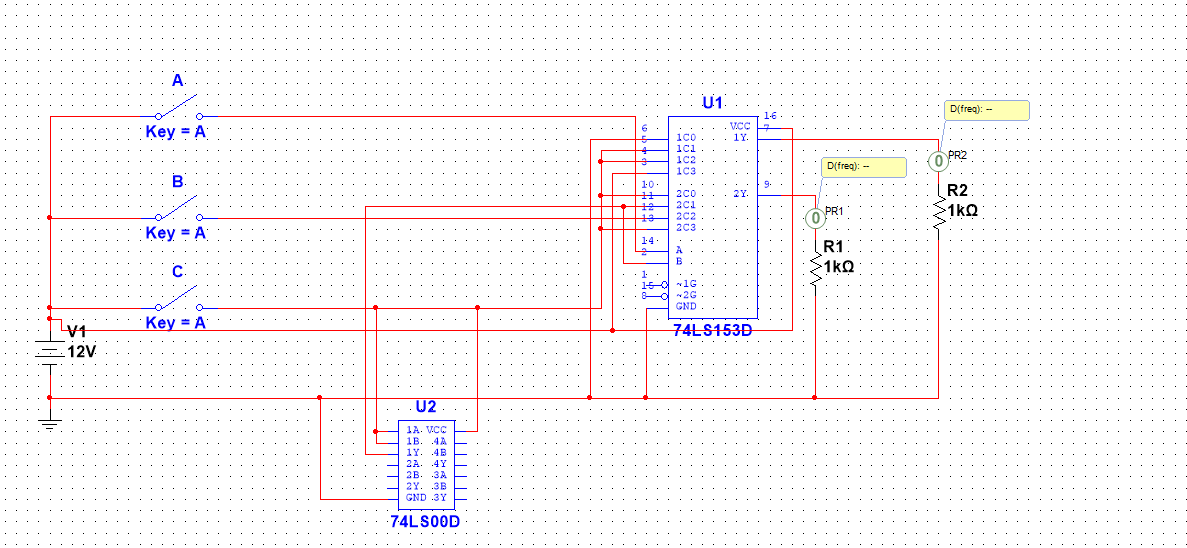 A
Key = A
B
Key = A
C
Key = A
V1
12V
U1
6
5
4
3
10
11
12
13
14
2
1
15
8
1C0
1C1
1C2
1C3
2C0
2C1
2C2
2C3
A
B
~1G
~2G
GND
VCC
1Y
2Y
16
7
9
74LS153D
D(freq): --
PR2
D(freq): --
PR1
0
0
R2
1kΩ
R1
1kΩ
U2
1A VCC
1B 4A
1Y 4B
2A 4Y
2B 3A
2Y 3B
GND 3Y
74LS00D